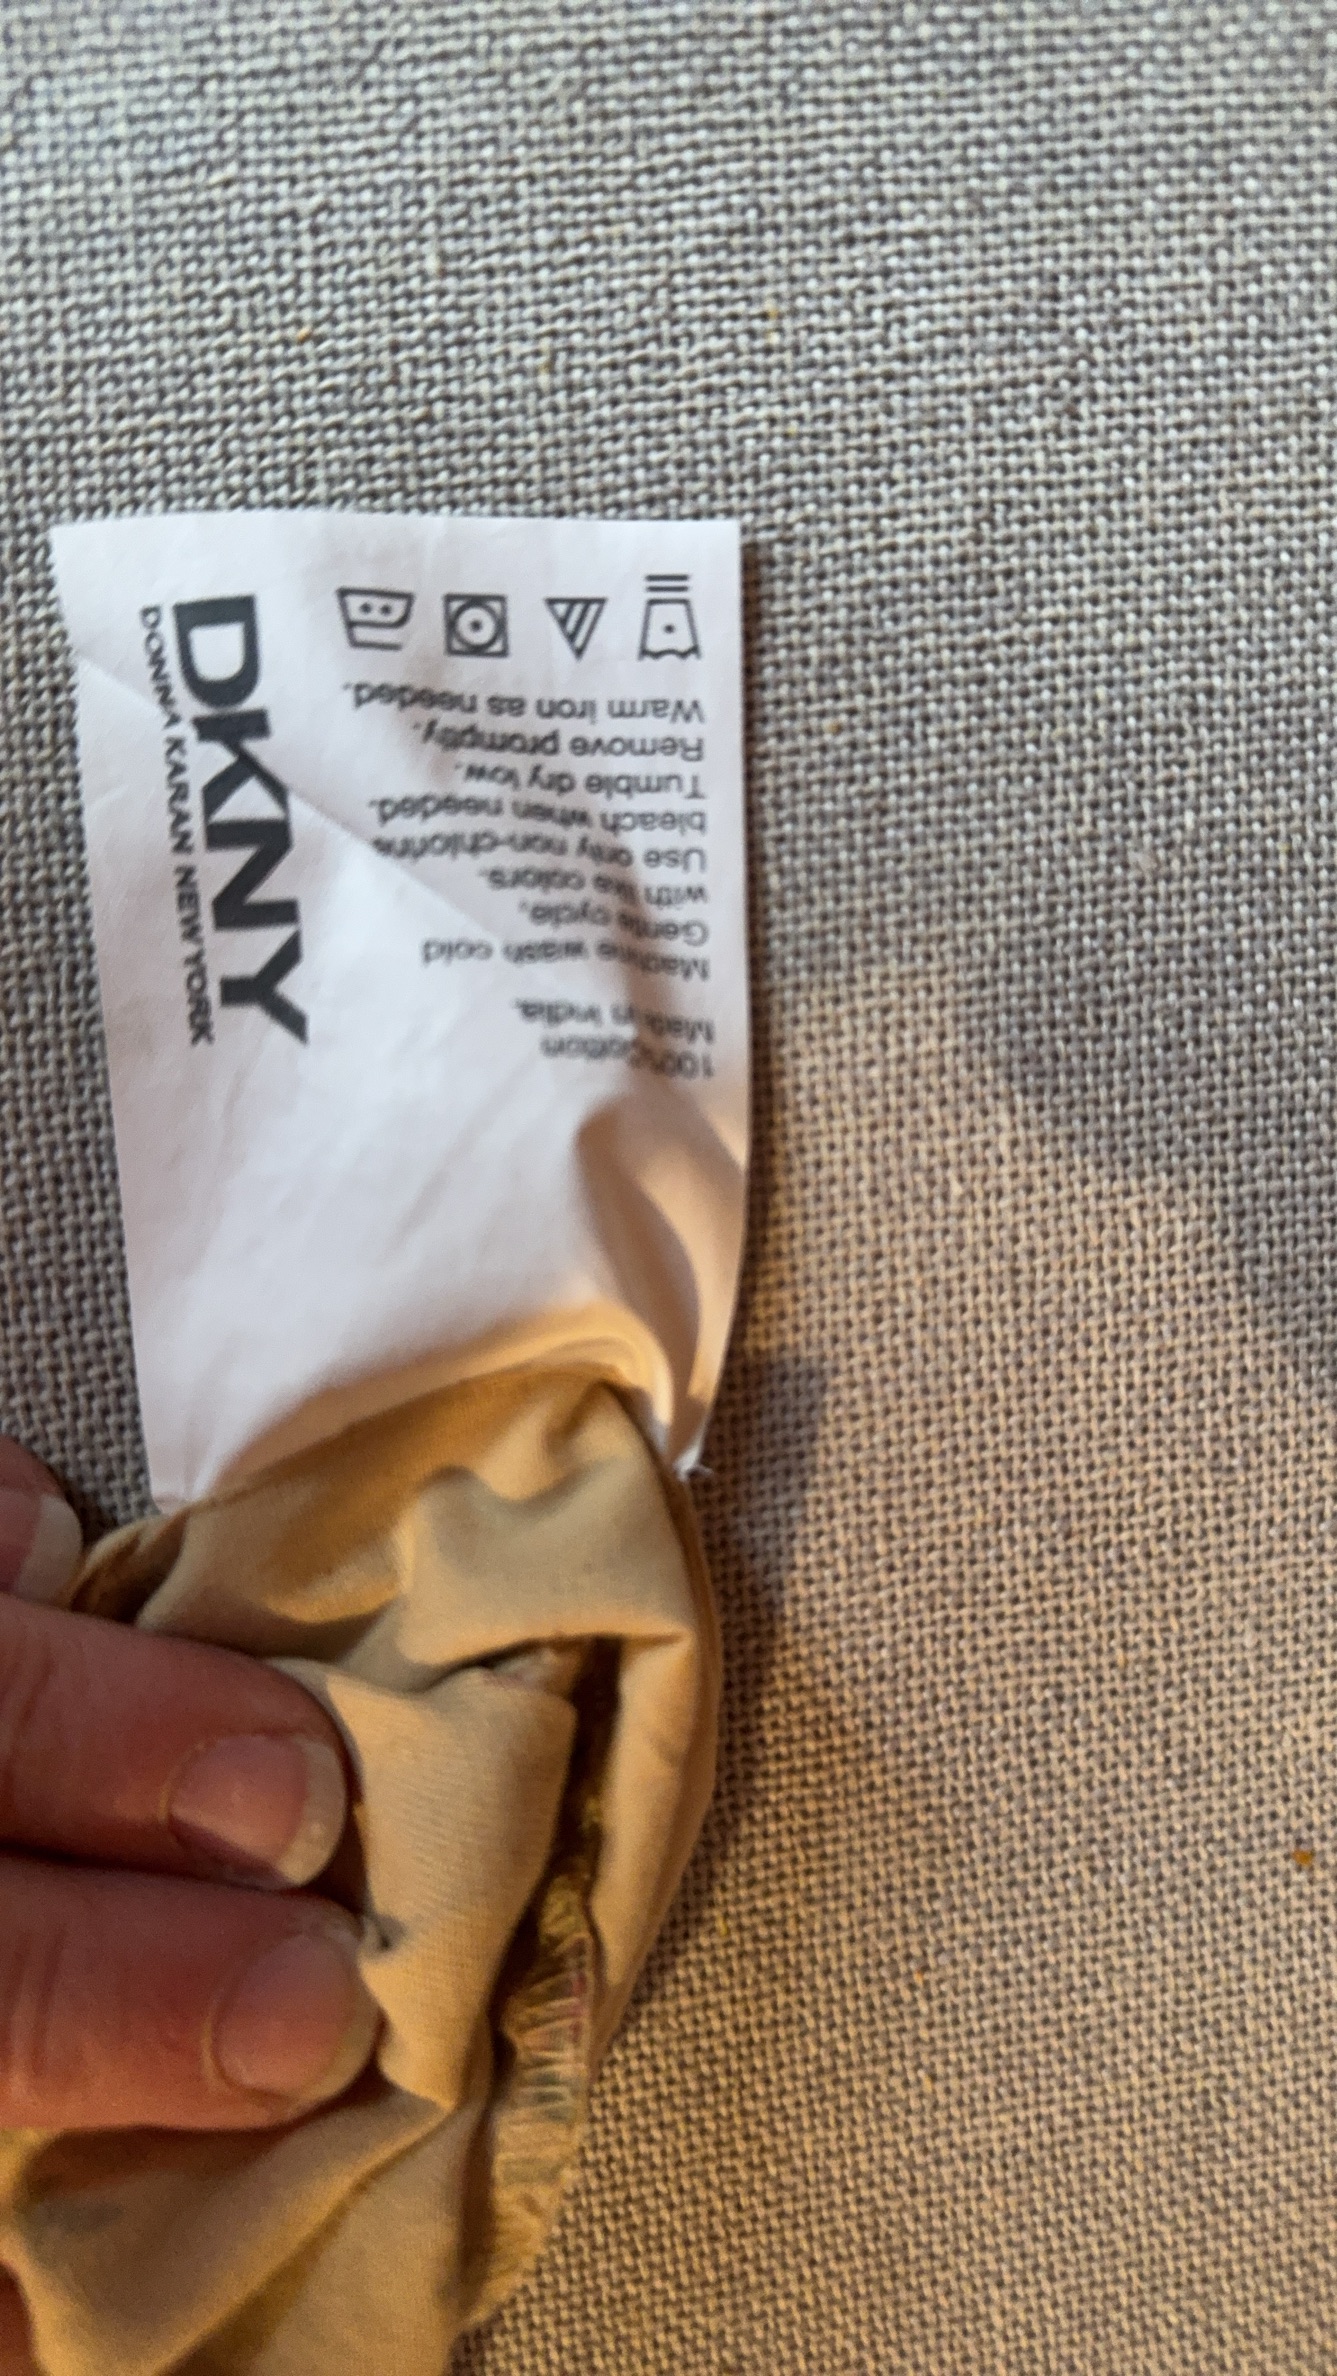 100% Cotton
Made in India.
Machine wash cold
Gentle cycle,
with like colors.
Use only non-chlorine
bleach when needed.
Tumble dry low.
Remove promptly.
Warm iron as needed.
DKNY
DONNA KARAN NEW YORK